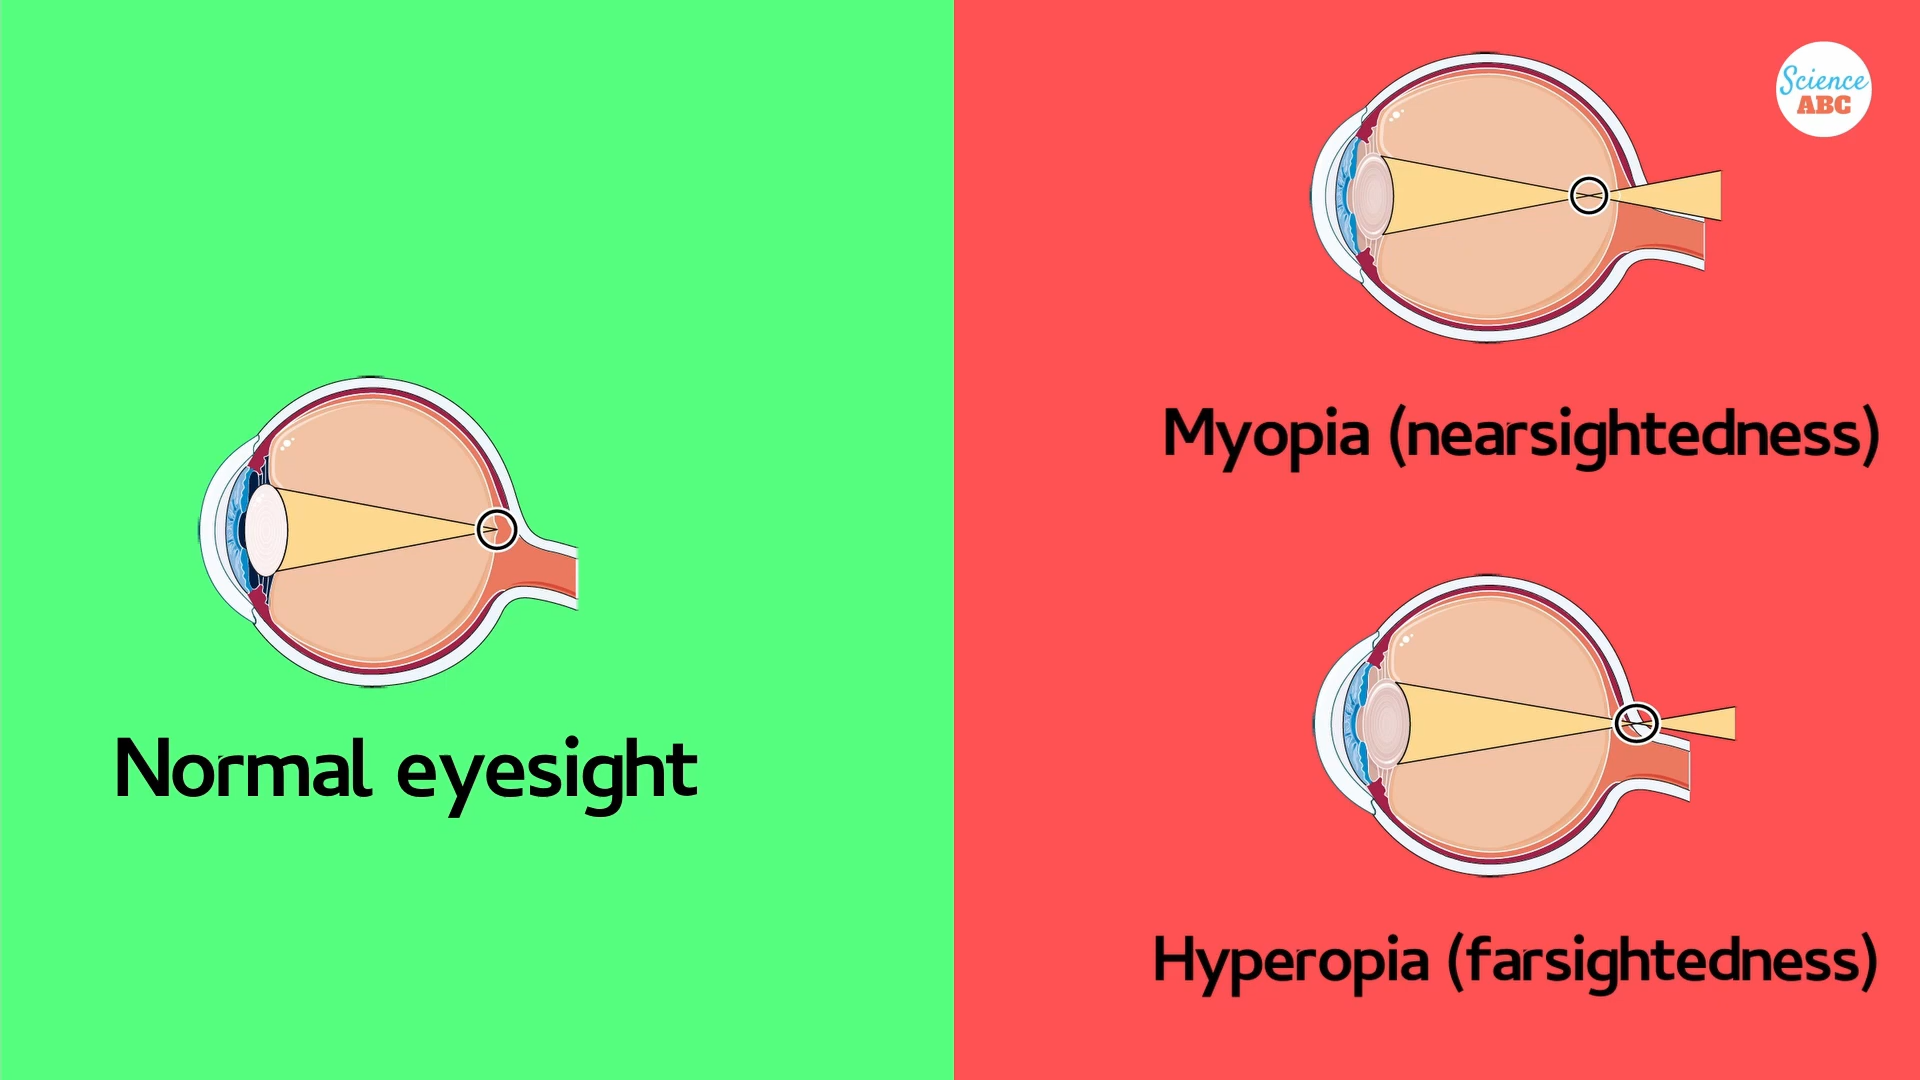 Science
ABC
Myopia (nearsightedness)
Normal eyesight
Hyperopia (farsightedness)